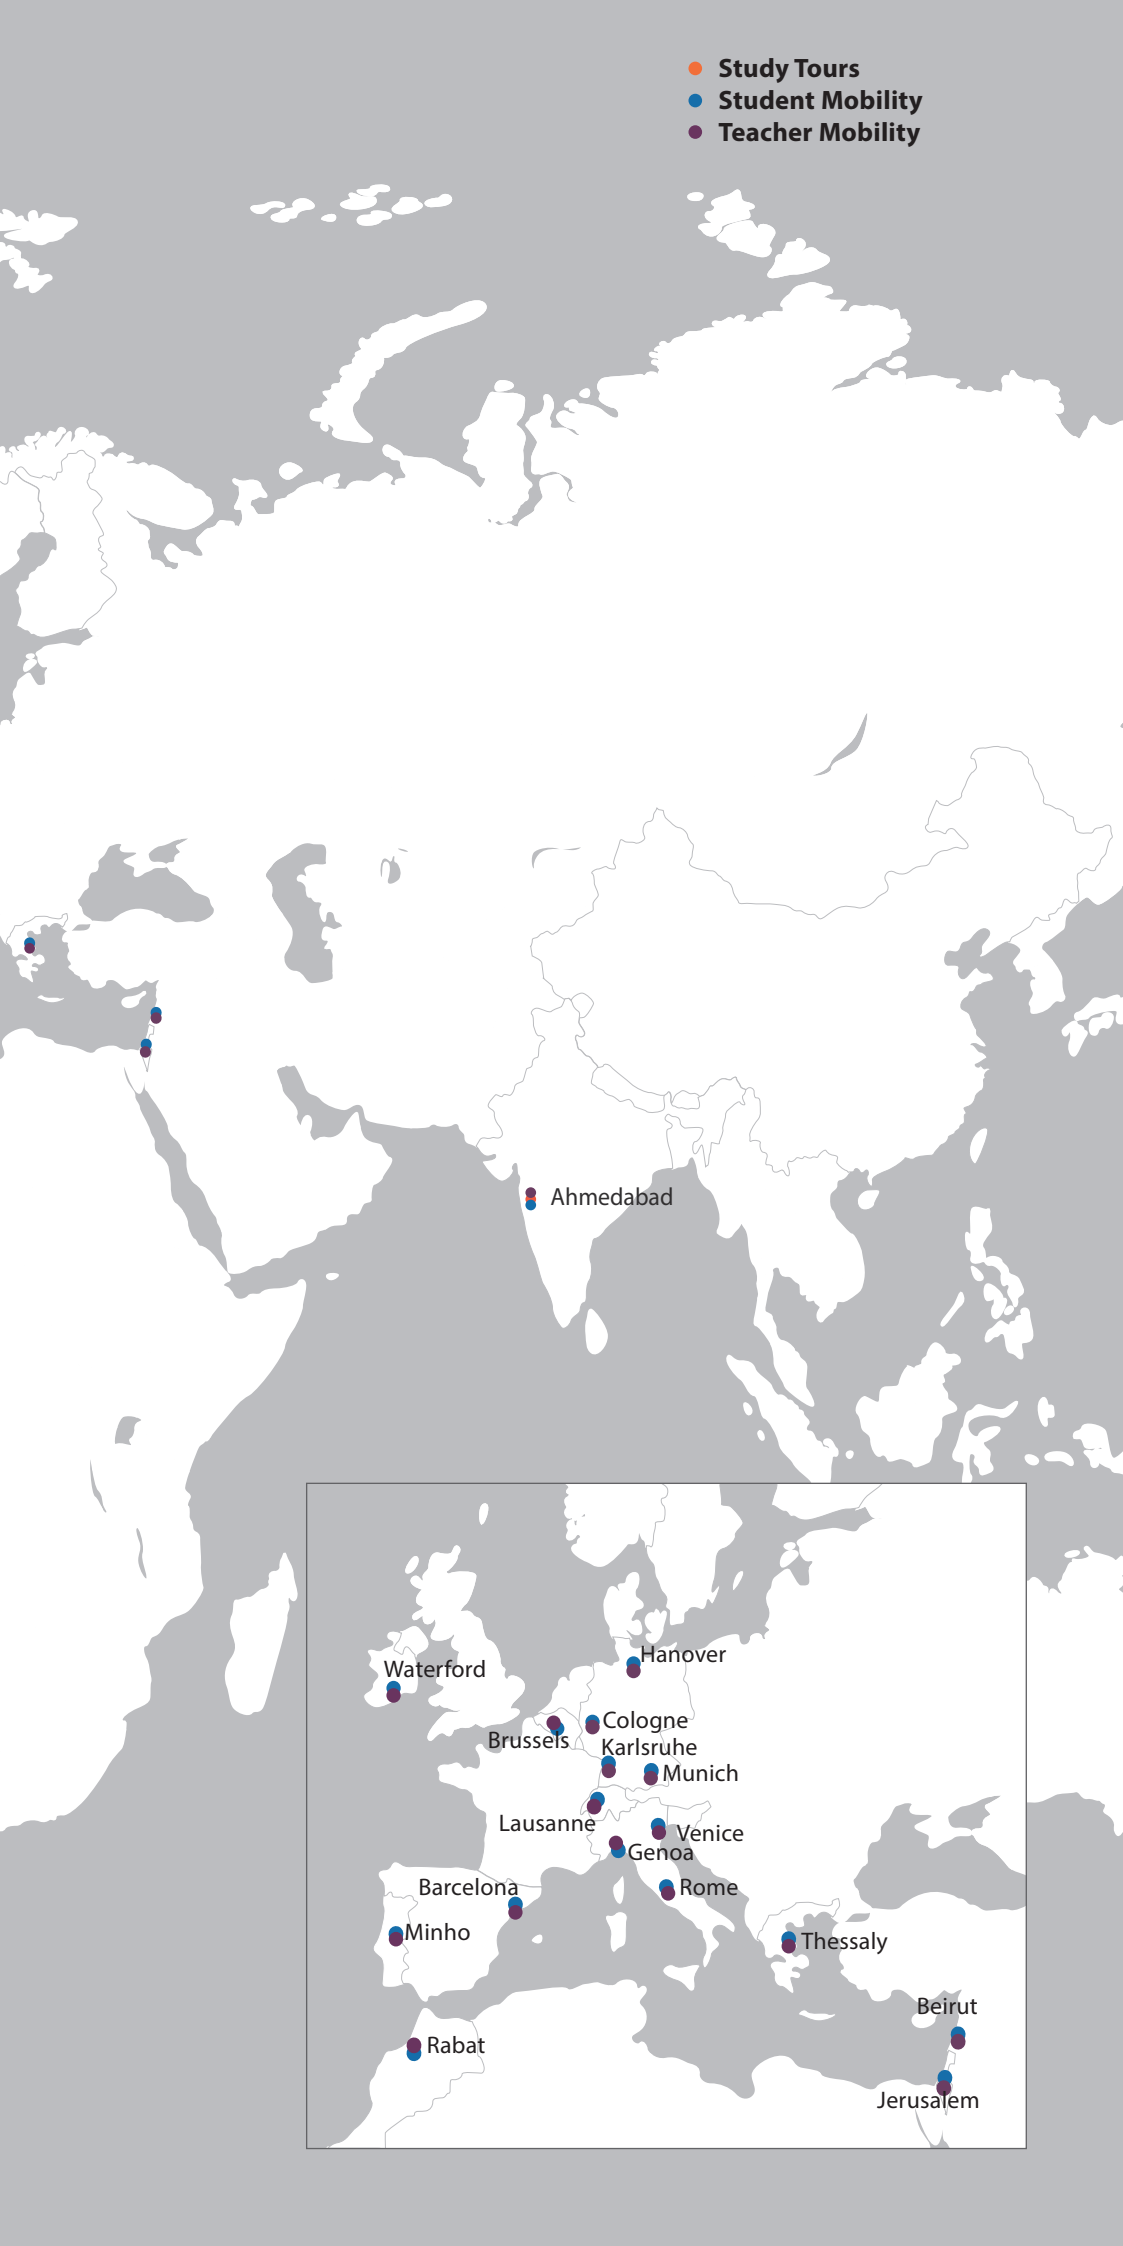 Study Tours
Student Mobility
Teacher Mobility
Ahmedabad
Hanover
Waterford
Cologne
Brussels
Karlsruhe
Munich
Lausanne
Venice
Genoa
Barcelona
Rome
Minho
Thessaly
Beirut
Rabat
Jerusalem